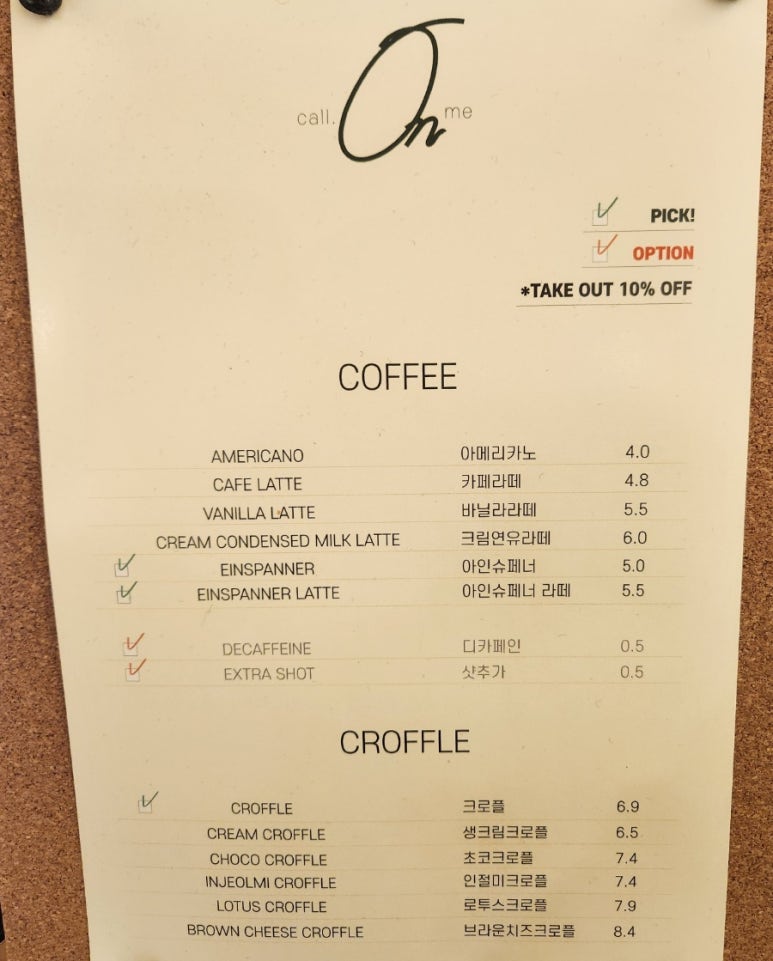 call. On me
PICK!
OPTION
*TAKE OUT 10% OFF
COFFEE
AMERICANO 아메리카노 4.0
CAFE LATTE 카페라떼 4.8
VANILLA LATTE 바닐라라떼 5.5
CREAM CONDENSED MILK LATTE 크림연유라떼 6.0
EINSPANNER 아인슈페너 5.0
EINSPANNER LATTE 아인슈페너 라떼 5.5
DECAFFEINE 디카페인 0.5
EXTRA SHOT 샷추가 0.5
CROFFLE
CROFFLE 크로플 6.9
CREAM CROFFLE 생크림크로플 6.5
CHOCO CROFFLE 초코크로플 7.4
INJEOLMI CROFFLE 인절미크로플 7.4
LOTUS CROFFLE 로투스크로플 7.9
BROWN CHEESE CROFFLE 브라운치즈크로플 8.4